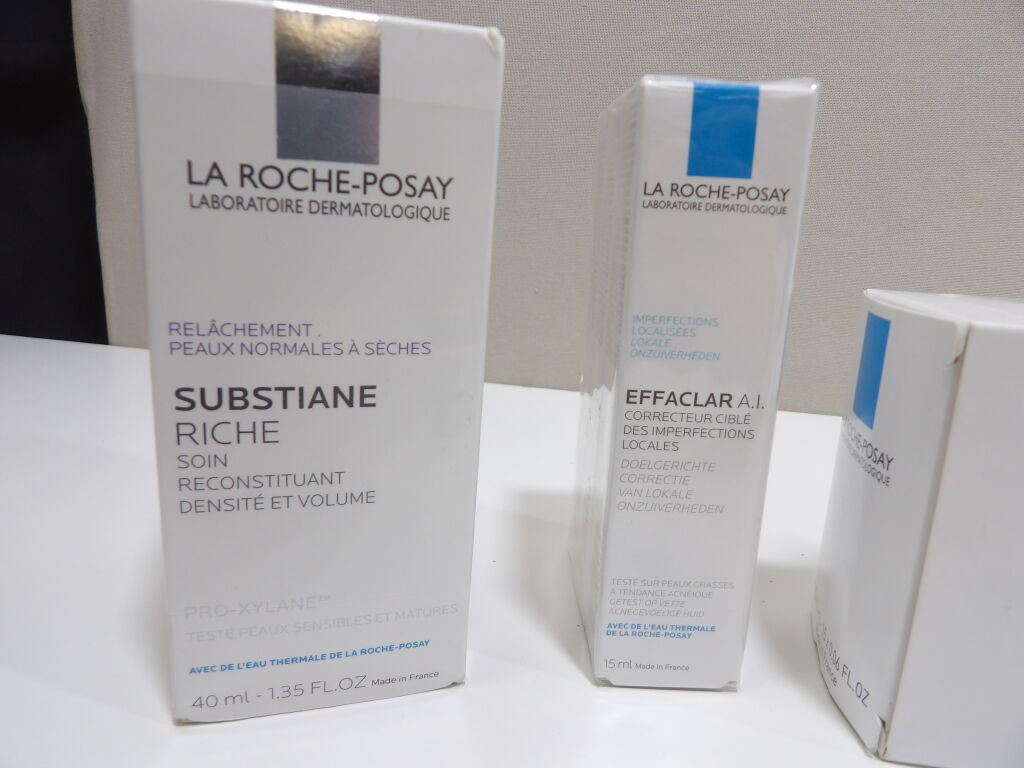 LA ROCHE-POSAY
LABORATOIRE DERMATOLOGIQUE
RELÂCHEMENT.
PEAUX NORMALES À SÈCHES
SUBSTIANE
RICHE
SOIN
RECONSTITUANT
DENSITÉ ET VOLUME
PRO-XYLANE™
TESTÉ PEAUX SENSIBLES ET MATURES
AVEC DE L'EAU THERMALE DE LA ROCHE-POSAY
40 ml - 1.35 FL.OZ Made in France
LA ROCHE-POSAY
LABORATOIRE DERMATOLOGIQUE
IMPERFECTIONS
LOCALISÉES
LOKALE
ONZUIVERHEDEN
EFFACLAR A.I.
CORRECTEUR CIBLÉ
DES IMPERFECTIONS
LOCALES
DOELGERICHTE
CORRECTIE
VAN LOKALE
ONZUIVERHEDEN
TESTÉ SUR PEAUX GRASSES
À TENDANCE ACNÉIQUE
GETEST OP VETTE
ACNEGEVOELIGE HUID
AVEC DE L'EAU THERMALE
DE LA ROCHE-POSAY
15 ml Made in France
ROCHE-POSAY
DERMATOLOGIQUE
FL.OZ